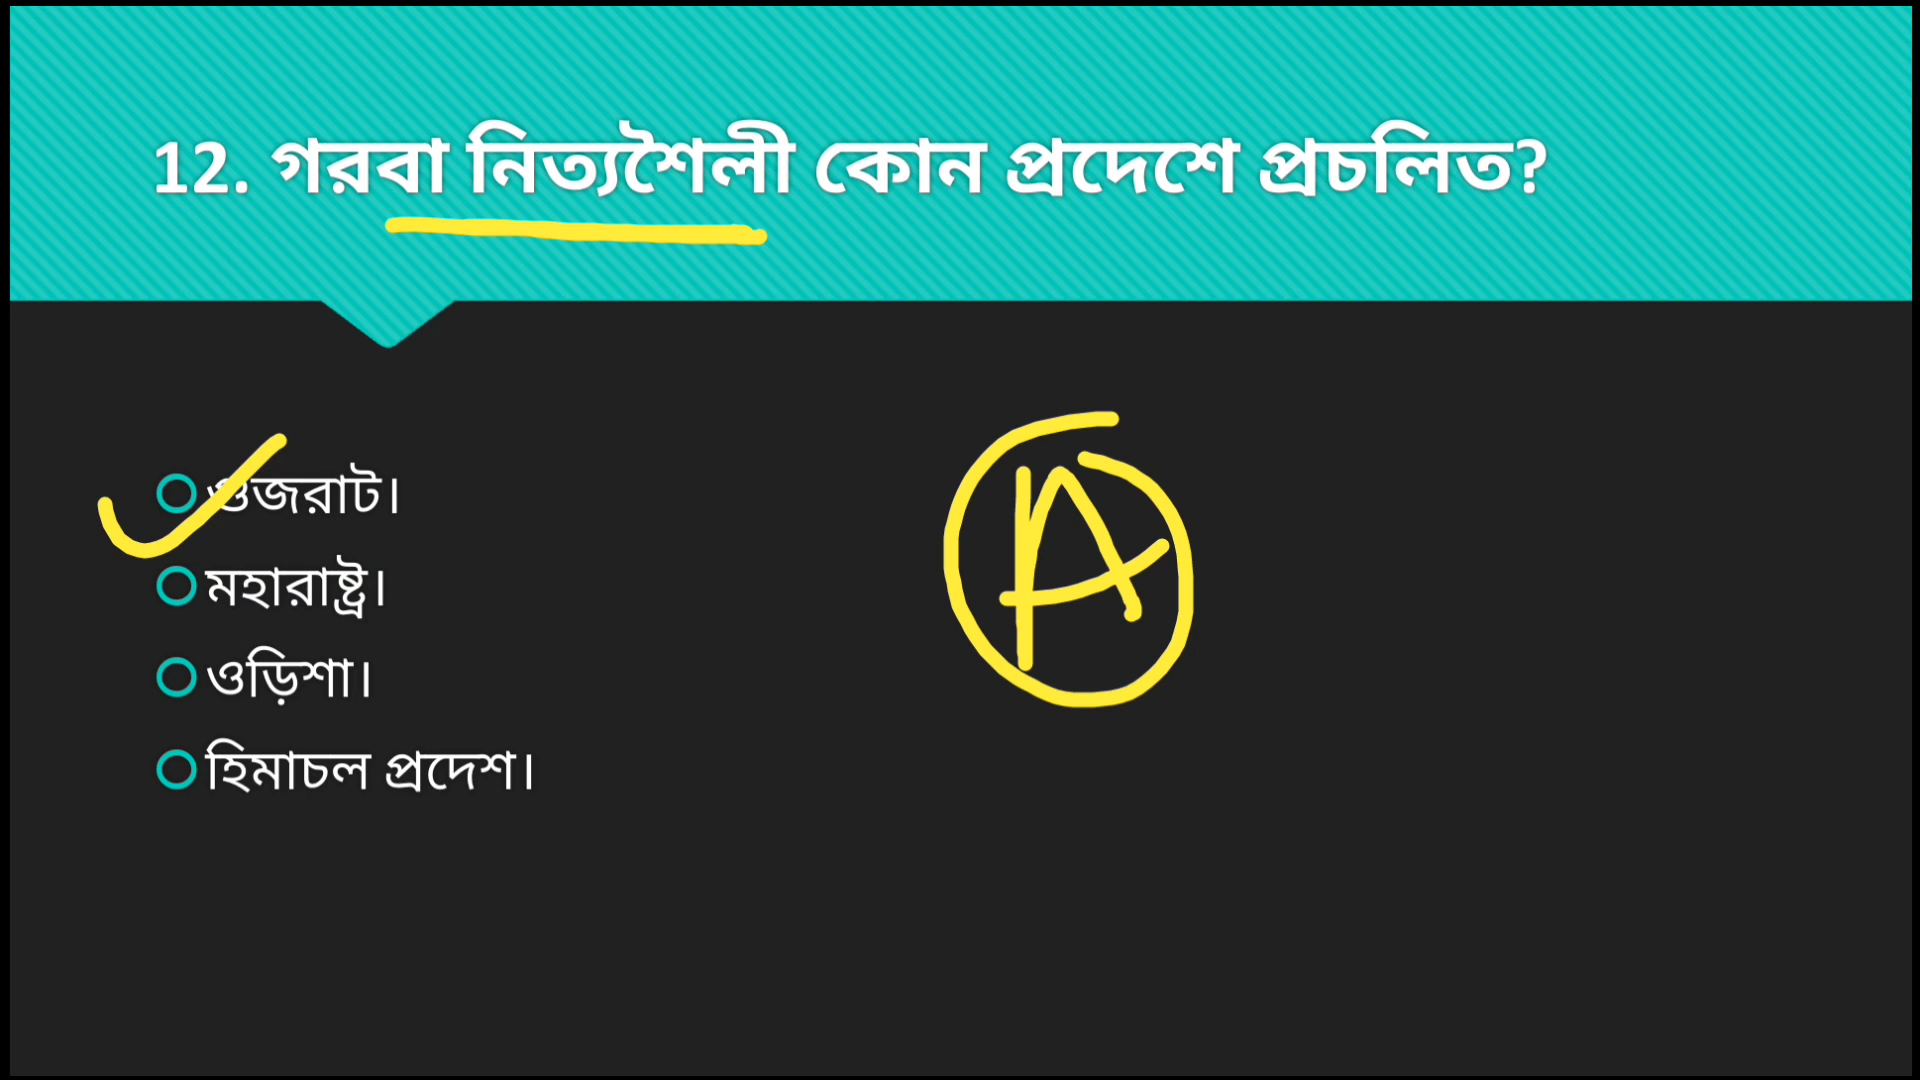 12. গরবা নিত্যশৈলী কোন প্রদেশে প্রচলিত?
গুজরাট।
A
মহারাষ্ট্র।
ওড়িশা।
হিমাচল প্রদেশ।